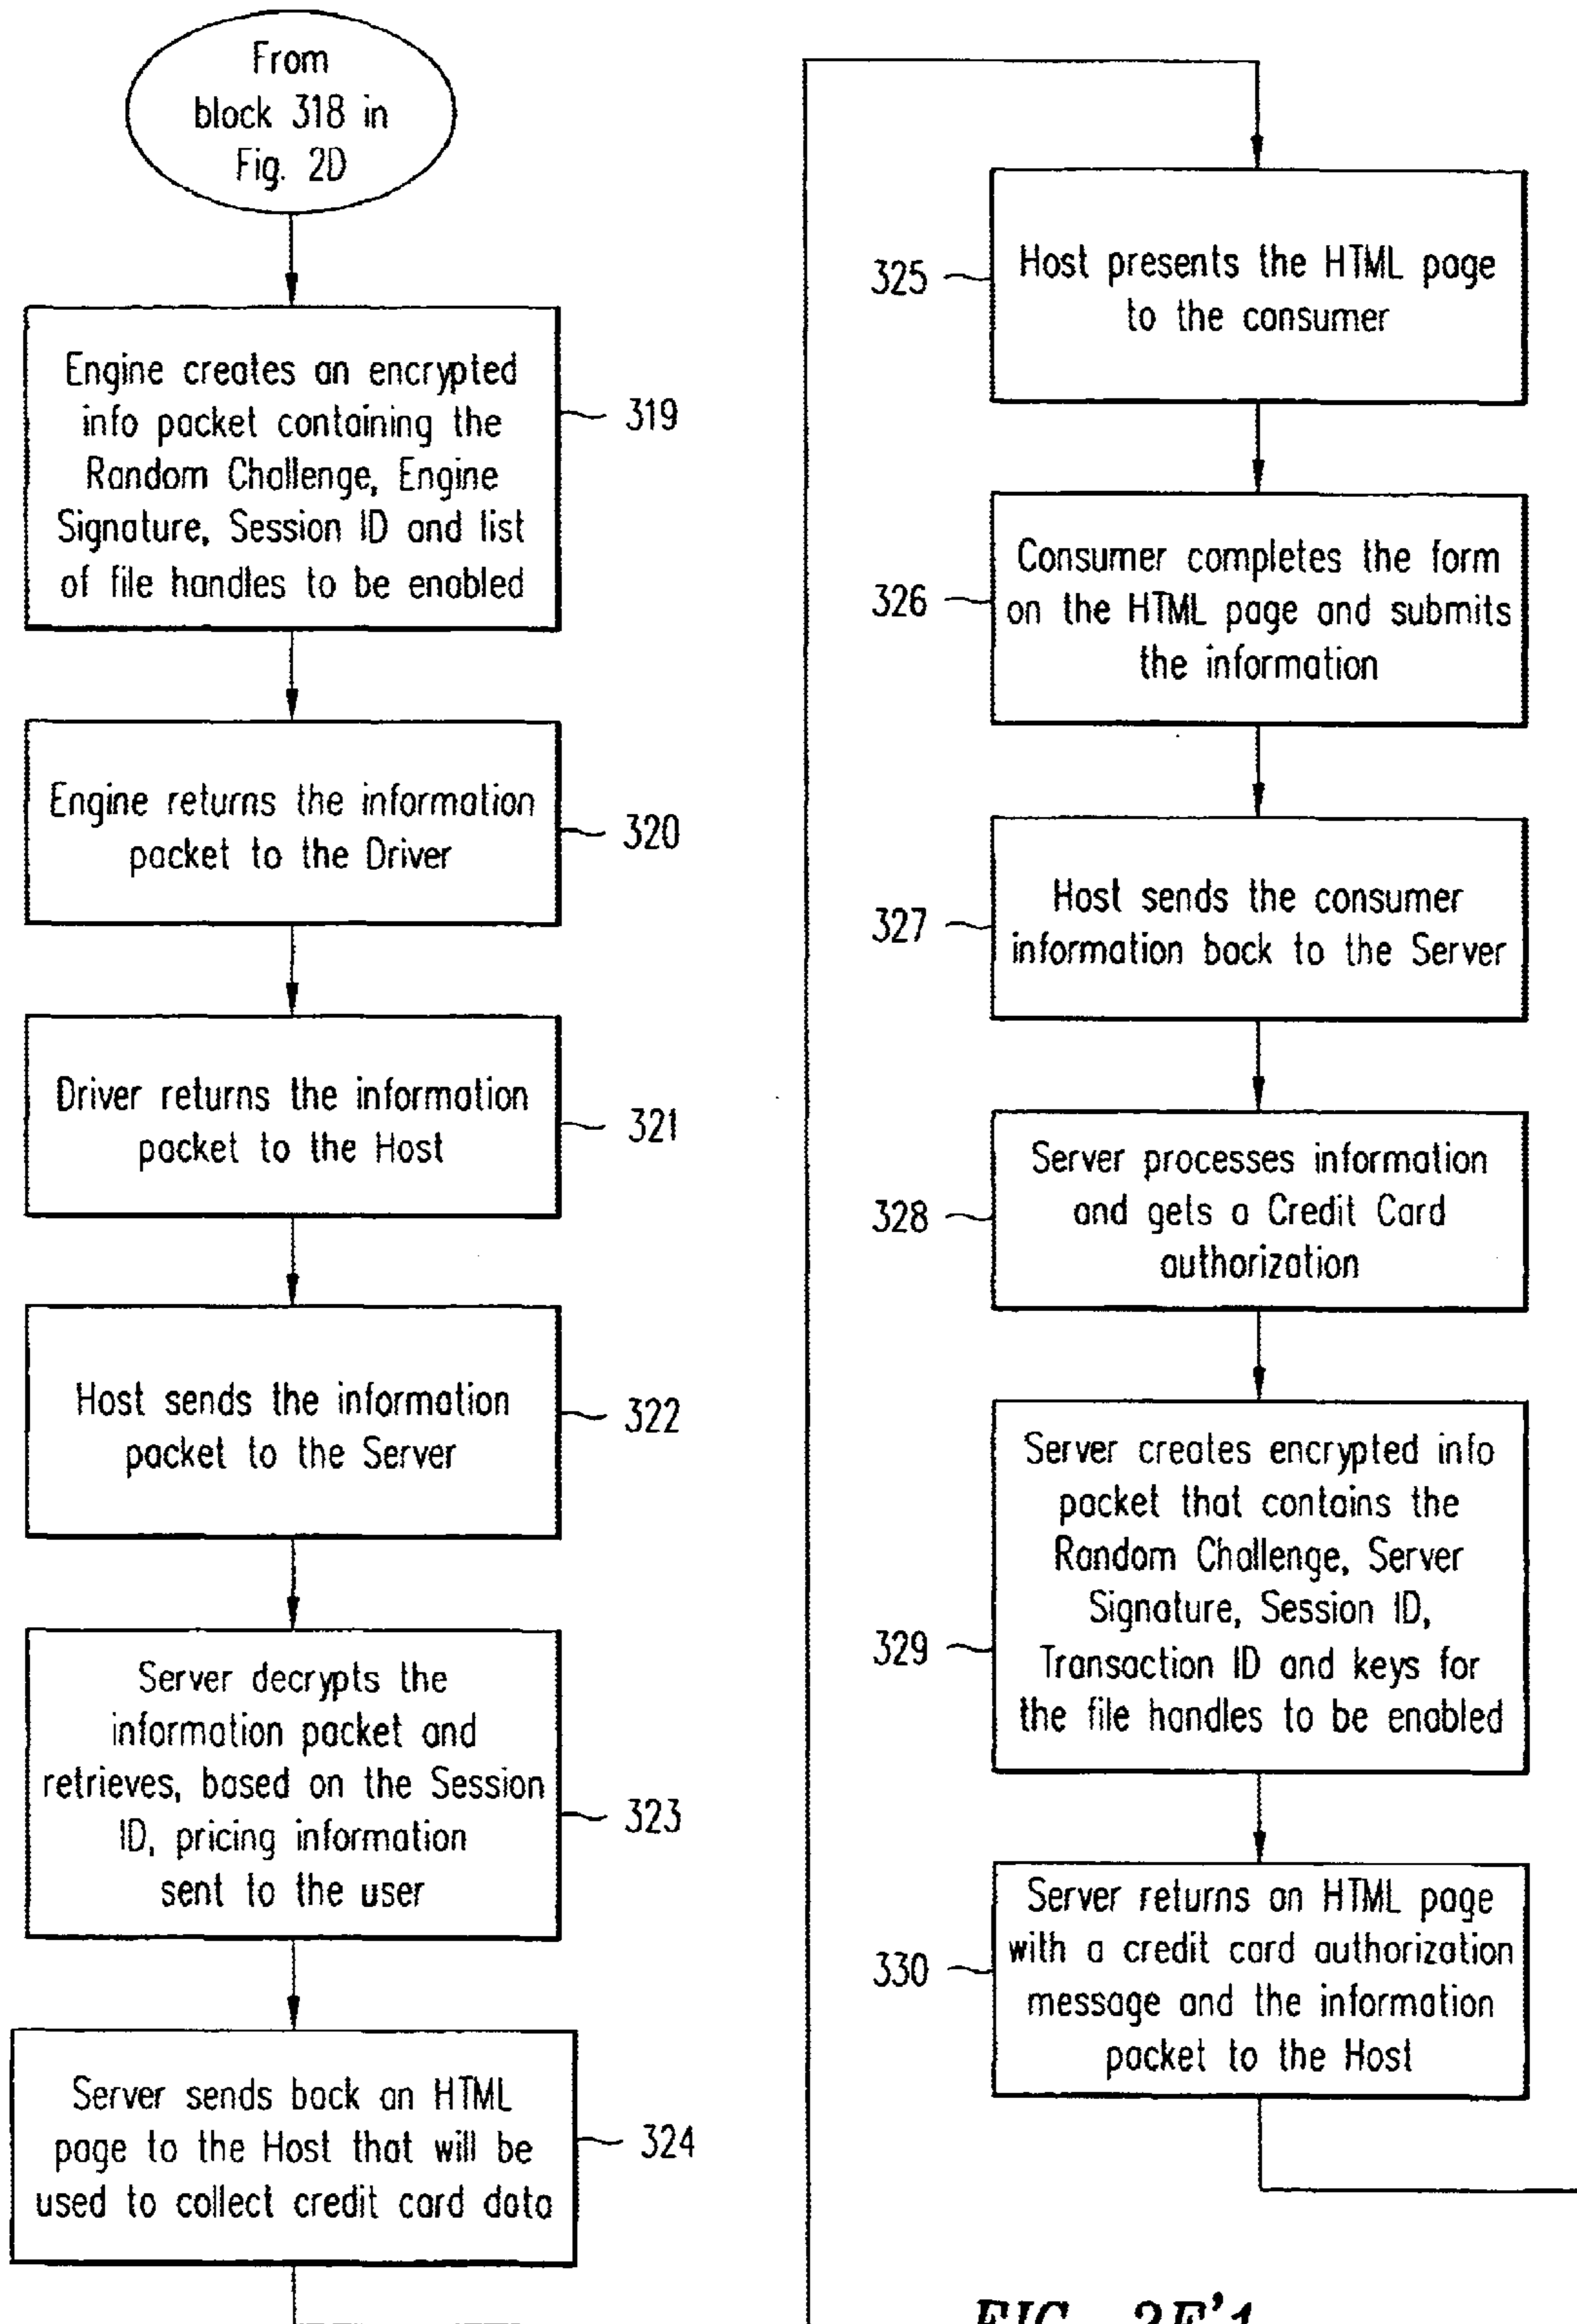 From
block 318 in
Fig. 2D
Engine creates an encrypted
info packet containing the
Random Challenge, Engine
Signature, Session ID and list
of file handles to be enabled
319
Engine returns the information
packet to the Driver
320
Driver returns the information
packet to the Host
321
Host sends the information
packet to the Server
322
Server decrypts the
information packet and
retrieves, based on the Session
ID, pricing information
sent to the user
323
Server sends back an HTML
page to the Host that will be
used to collect credit card data
324
Host presents the HTML page
to the consumer
325
Consumer completes the form
on the HTML page and submits
the information
326
Host sends the consumer
information back to the Server
327
Server processes information
and gets a Credit Card
authorization
328
Server creates encrypted info
packet that contains the
Random Challenge, Server
Signature, Session ID,
Transaction ID and keys for
the file handles to be enabled
329
Server returns an HTML page
with a credit card authorization
message and the information
packet to the Host
330